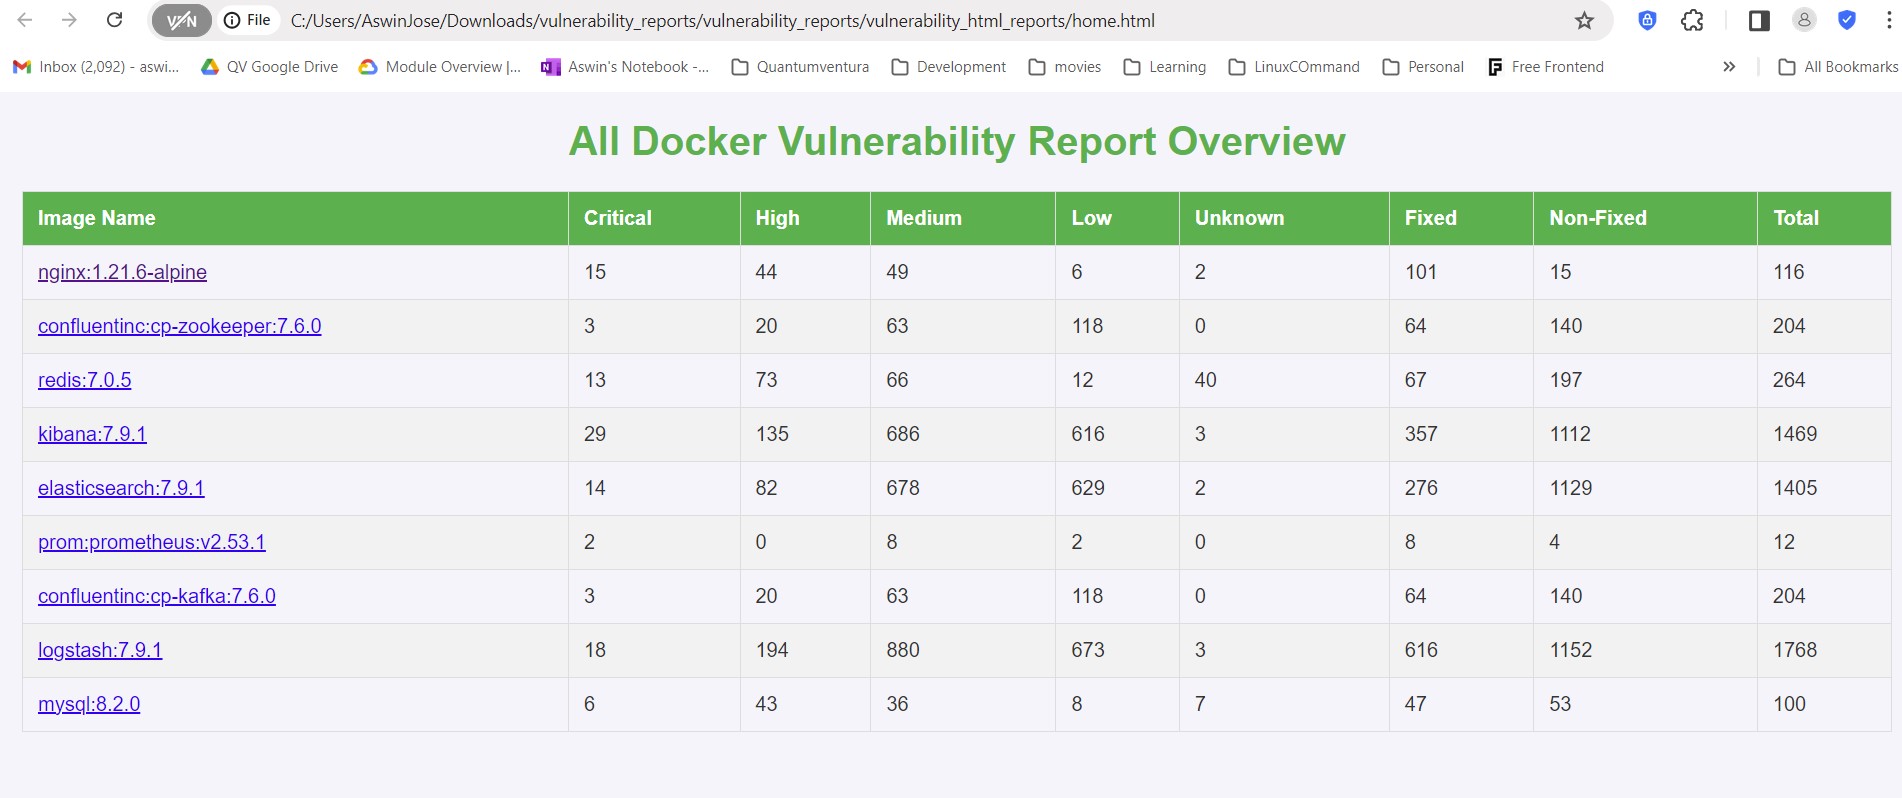 VPN File C:/Users/AswinJose/Downloads/vulnerability_reports/vulnerability_reports/vulnerability_html_reports/home.html
Inbox (2,092) - aswi... QV Google Drive Module Overview |... Aswin's Notebook -... Quantumventura Development movies Learning LinuxCOmmand Personal Free Frontend » All Bookmarks
All Docker Vulnerability Report Overview
Image Name Critical High Medium Low Unknown Fixed Non-Fixed Total
nginx:1.21.6-alpine 15 44 49 6 2 101 15 116
confluentinc:cp-zookeeper:7.6.0 3 20 63 118 0 64 140 204
redis:7.0.5 13 73 66 12 40 67 197 264
kibana:7.9.1 29 135 686 616 3 357 1112 1469
elasticsearch:7.9.1 14 82 678 629 2 276 1129 1405
prom:prometheus:v2.53.1 2 0 8 2 0 8 4 12
confluentinc:cp-kafka:7.6.0 3 20 63 118 0 64 140 204
logstash:7.9.1 18 194 880 673 3 616 1152 1768
mysql:8.2.0 6 43 36 8 7 47 53 100